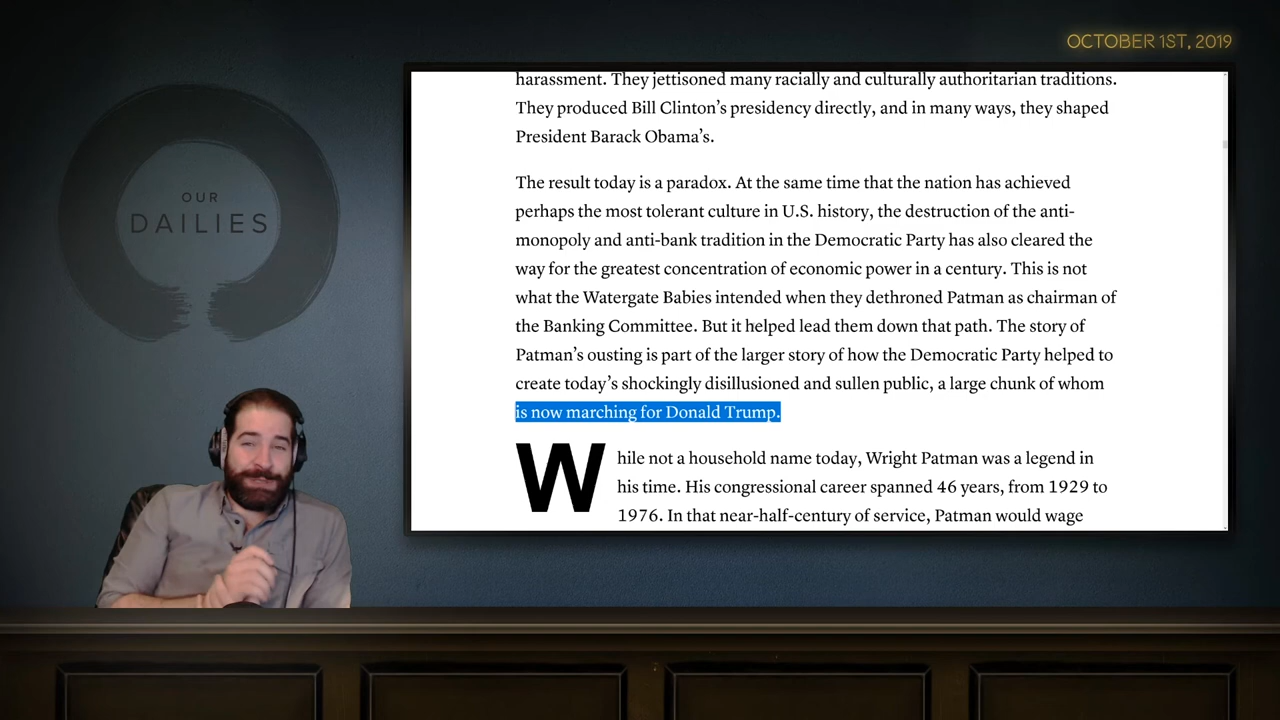 OCTOBER 1ST, 2019
OUR
DAILIES
harassment. They jettisoned many racially and culturally authoritarian traditions.
They produced Bill Clinton’s presidency directly, and in many ways, they shaped
President Barack Obama’s.
The result today is a paradox. At the same time that the nation has achieved
perhaps the most tolerant culture in U.S. history, the destruction of the anti-
monopoly and anti-bank tradition in the Democratic Party has also cleared the
way for the greatest concentration of economic power in a century. This is not
what the Watergate Babies intended when they dethroned Patman as chairman of
the Banking Committee. But it helped lead them down that path. The story of
Patman’s ousting is part of the larger story of how the Democratic Party helped to
create today’s shockingly disillusioned and sullen public, a large chunk of whom
is now marching for Donald Trump.
While not a household name today, Wright Patman was a legend in
his time. His congressional career spanned 46 years, from 1929 to
1976. In that near-half-century of service, Patman would wage